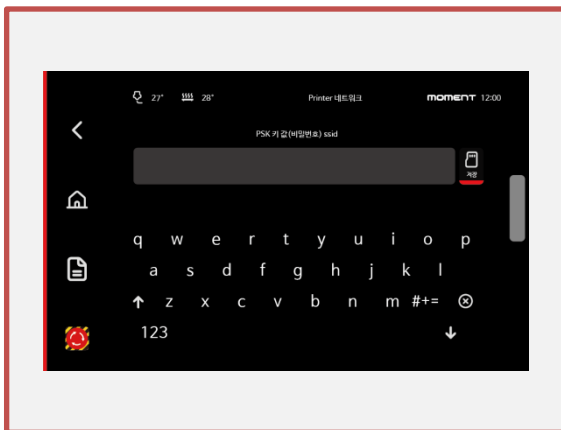 27° 28° Printer 네트워크 moment 12:00
PSK 키 값(비밀번호) ssid
저장
q w e r t y u i o p
a s d f g h j k l
z x c v b n m #+=
123